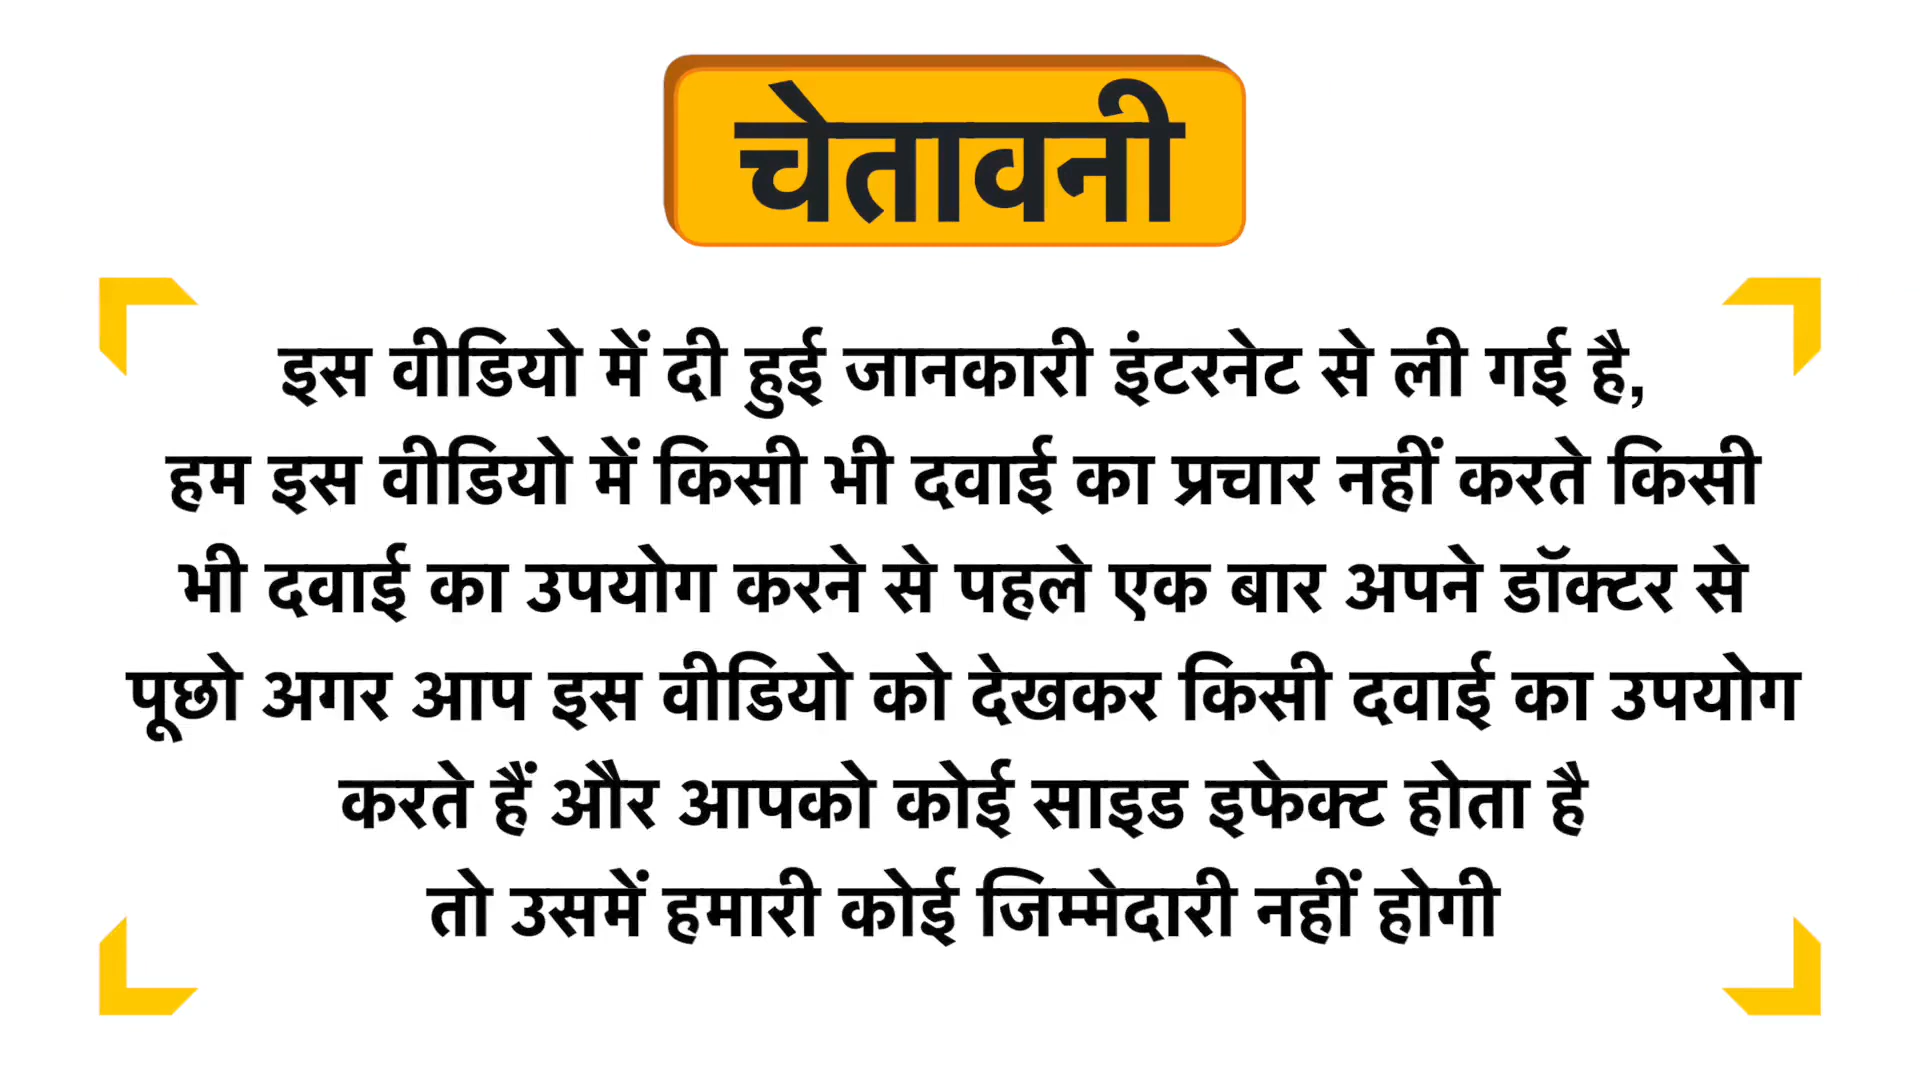 चेतावनी
इस वीडियो में दी हुई जानकारी इंटरनेट से ली गई है,
हम इस वीडियो में किसी भी दवाई का प्रचार नहीं करते किसी
भी दवाई का उपयोग करने से पहले एक बार अपने डॉक्टर से
पूछो अगर आप इस वीडियो को देखकर किसी दवाई का उपयोग
करते हैं और आपको कोई साइड इफेक्ट होता है
तो उसमें हमारी कोई जिम्मेदारी नहीं होगी